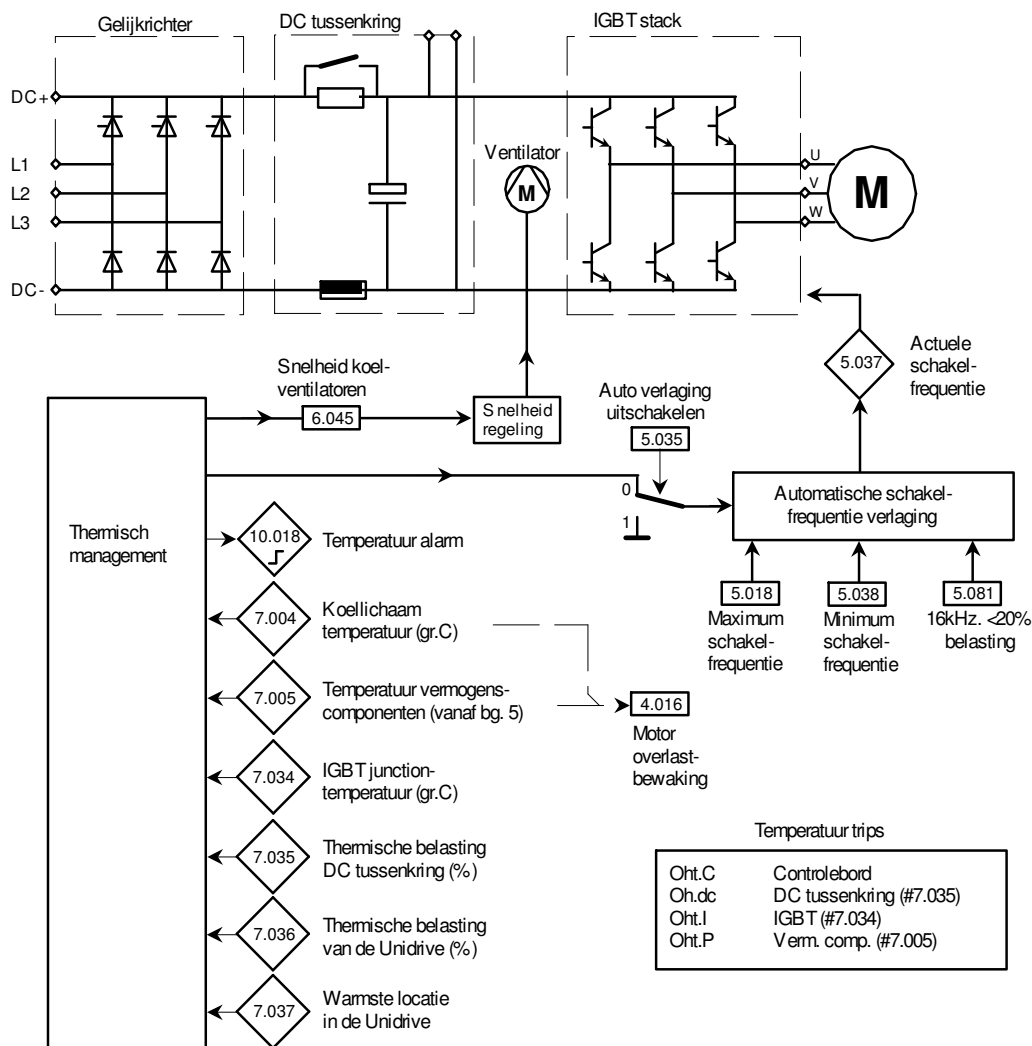 Gelijkrichter
DC tussenkring
IGBT stack
DC+
L1
L2
L3
DC-
Ventilator
M
U
V
W
M
Snelheid koel-
ventilatoren
6.045
Snelheid
regeling
Auto verlaging
uitschakelen
5.035
0
1
5.037
Actuele
schakel-
frequentie
Automatische schakel-
frequentie verlaging
5.018
Maximum
schakel-
frequentie
5.038
Minimum
schakel-
frequentie
5.081
16kHz. <20%
belasting
Thermisch
management
10.018
Temperatuur alarm
7.004
Koellichaam
temperatuur (gr.C)
7.005
Temperatuur vermogens-
componenten (vanaf bg. 5)
4.016
Motor
overlast-
bewaking
7.034
IGBT junction-
temperatuur (gr.C)
7.035
Thermische belasting
DC tussenkring (%)
7.036
Thermische belasting
van de Unidrive (%)
7.037
Warmste locatie
in de Unidrive
Temperatuur trips
Oht.C Controlebord
Oh.dc DC tussenkring (#7.035)
Oht.I IGBT (#7.034)
Oht.P Verm. comp. (#7.005)